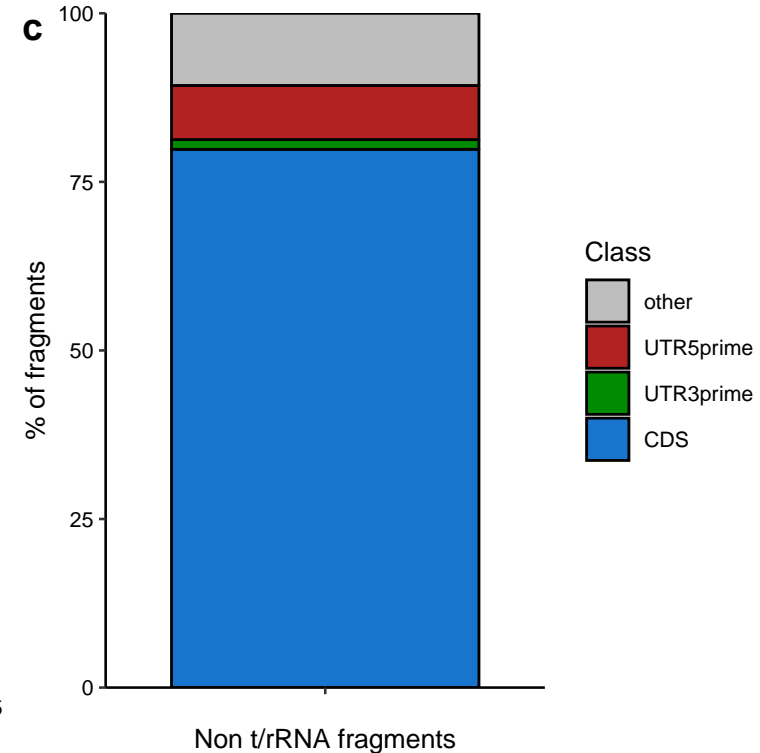 c
100
75
50
25
0
% of fragments
Non t/rRNA fragments
Class
other
UTR5prime
UTR3prime
CDS